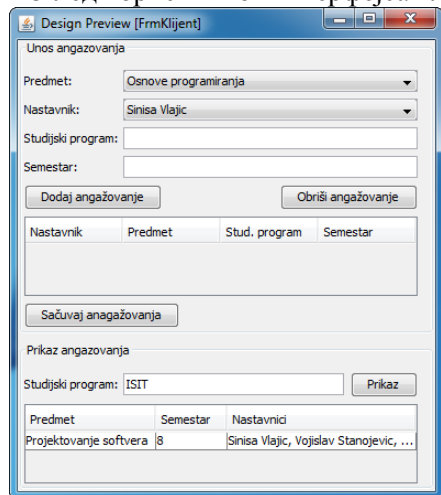 Design Preview [FrmKlijent]
Unos angazovanja
Predmet: Osnove programiranja
Nastavnik: Sinisa Vlajic
Studijski program:
Semestar:
Dodaj angažovanje Obriši angažovanje
Nastavnik Predmet Stud. program Semestar
Sačuvaj anagažovanja
Prikaz angazovanja
Studijski program: ISIT Prikaz
Predmet Semestar Nastavnici
Projektovanje softvera 8 Sinisa Vlajic, Vojislav Stanojevic, ...